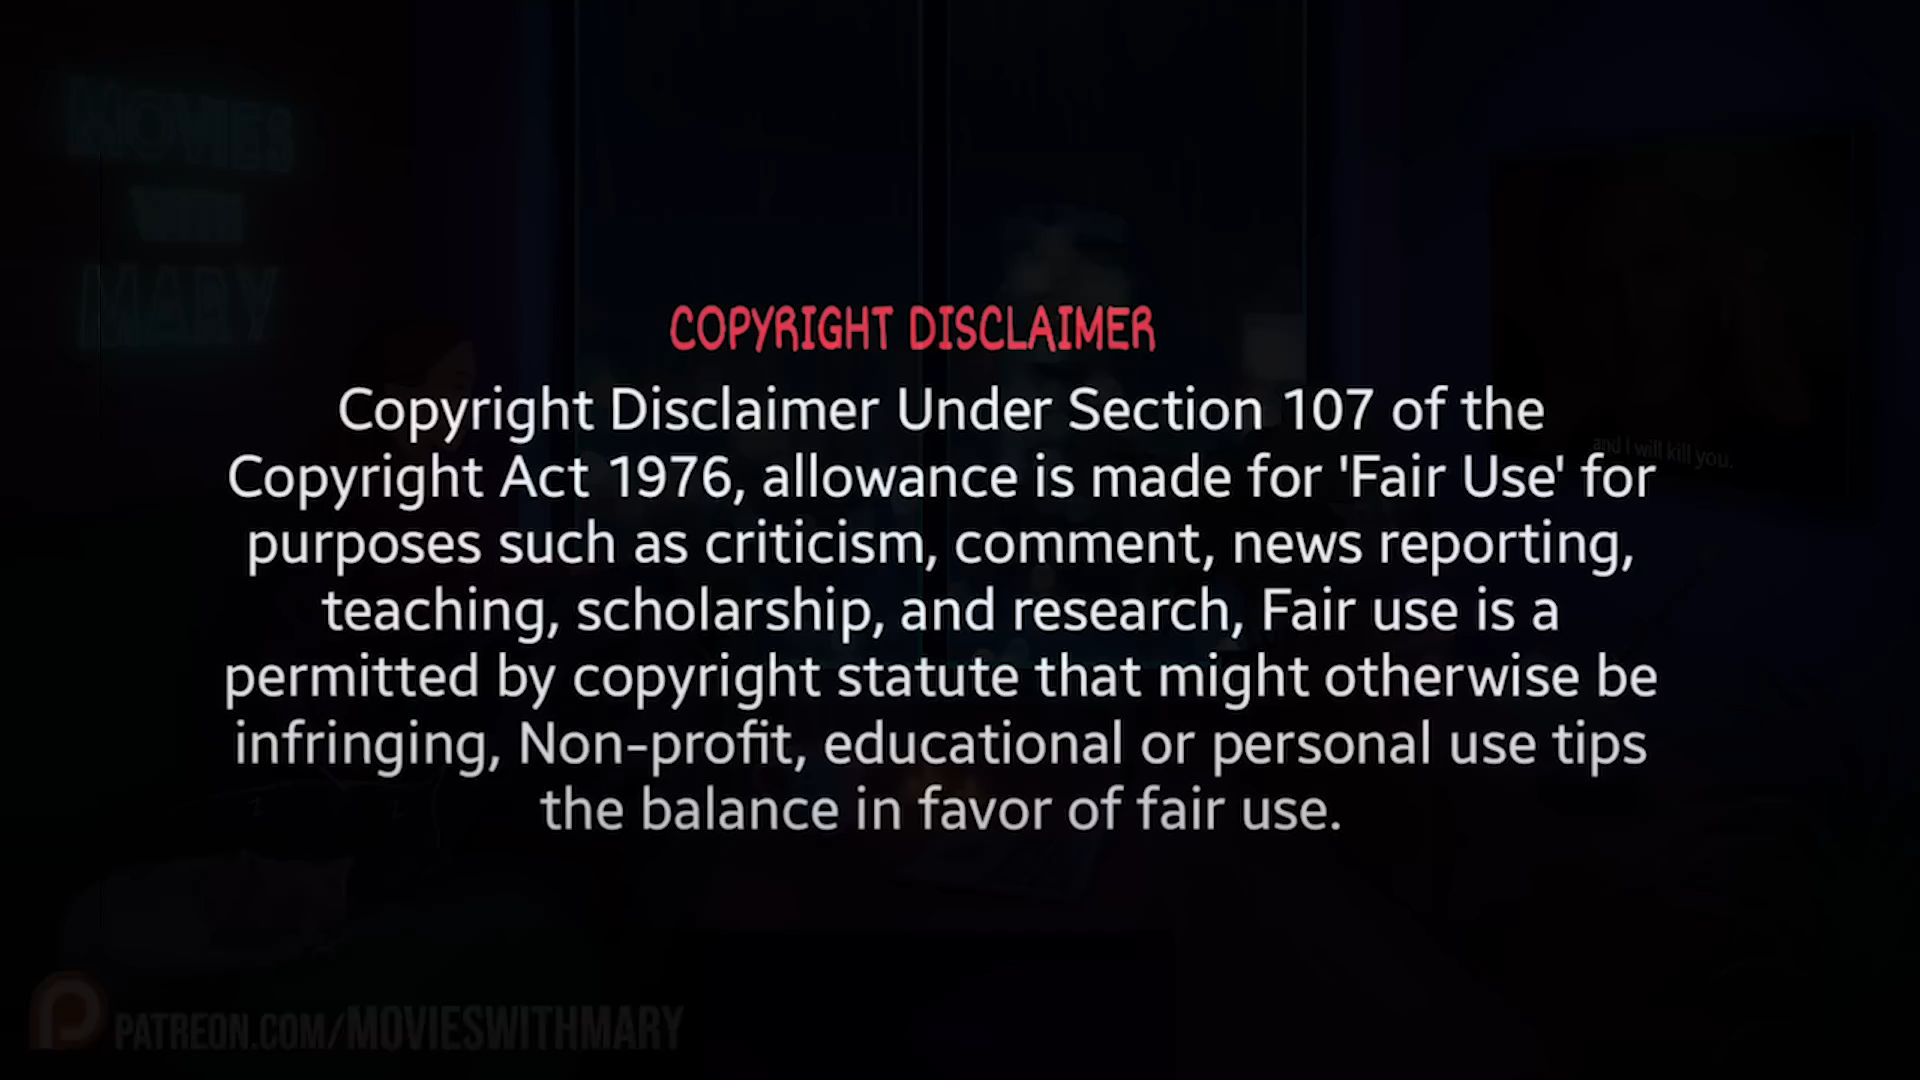 MOVIES
WITH
MARY
COPYRIGHT DISCLAIMER
Copyright Disclaimer Under Section 107 of the
Copyright Act 1976, allowance is made for 'Fair Use' for
purposes such as criticism, comment, news reporting,
teaching, scholarship, and research, Fair use is a
permitted by copyright statute that might otherwise be
infringing, Non-profit, educational or personal use tips
the balance in favor of fair use.
and I will kill you.
z z
PATREON.COM/MOVIESWITHMARY